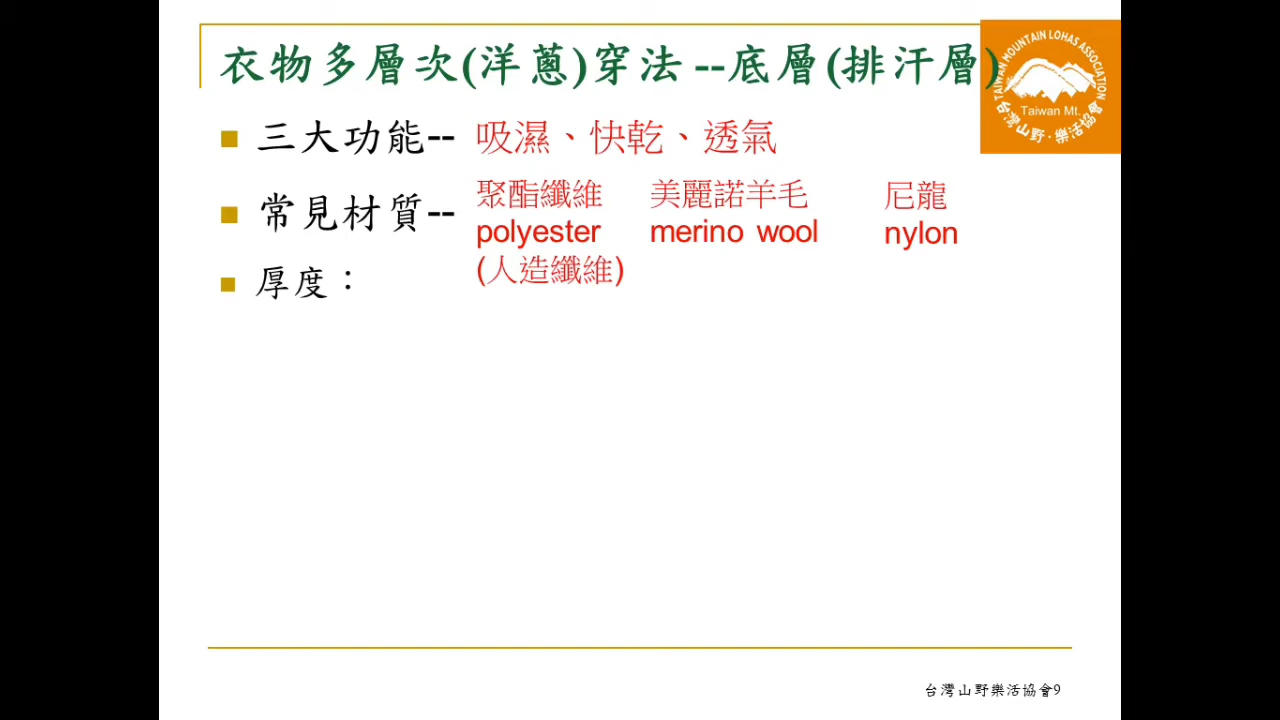 衣物多層次(洋蔥)穿法--底層(排汗層)
TAIWAN MOUNTAIN LOHAS ASSOCIATION
Taiwan Mt.
台灣山野·樂活協會
三大功能-- 吸濕、快乾、透氣
常見材質-- 聚酯纖維 美麗諾羊毛 尼龍
polyester merino wool nylon
(人造纖維)
厚度：
台灣山野樂活協會9